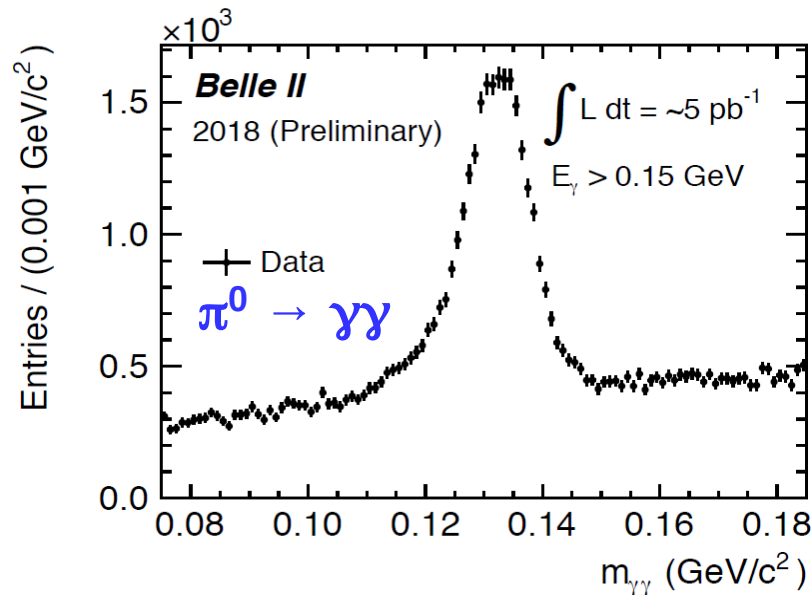 ×10³
Belle II
2018 (Preliminary)
∫ L dt = ~5 pb⁻¹
E_γ > 0.15 GeV
Data
π⁰ → γγ
Entries / (0.001 GeV/c²)
1.5
1.0
0.5
0.0
0.08 0.10 0.12 0.14 0.16 0.18
m_γγ (GeV/c²)